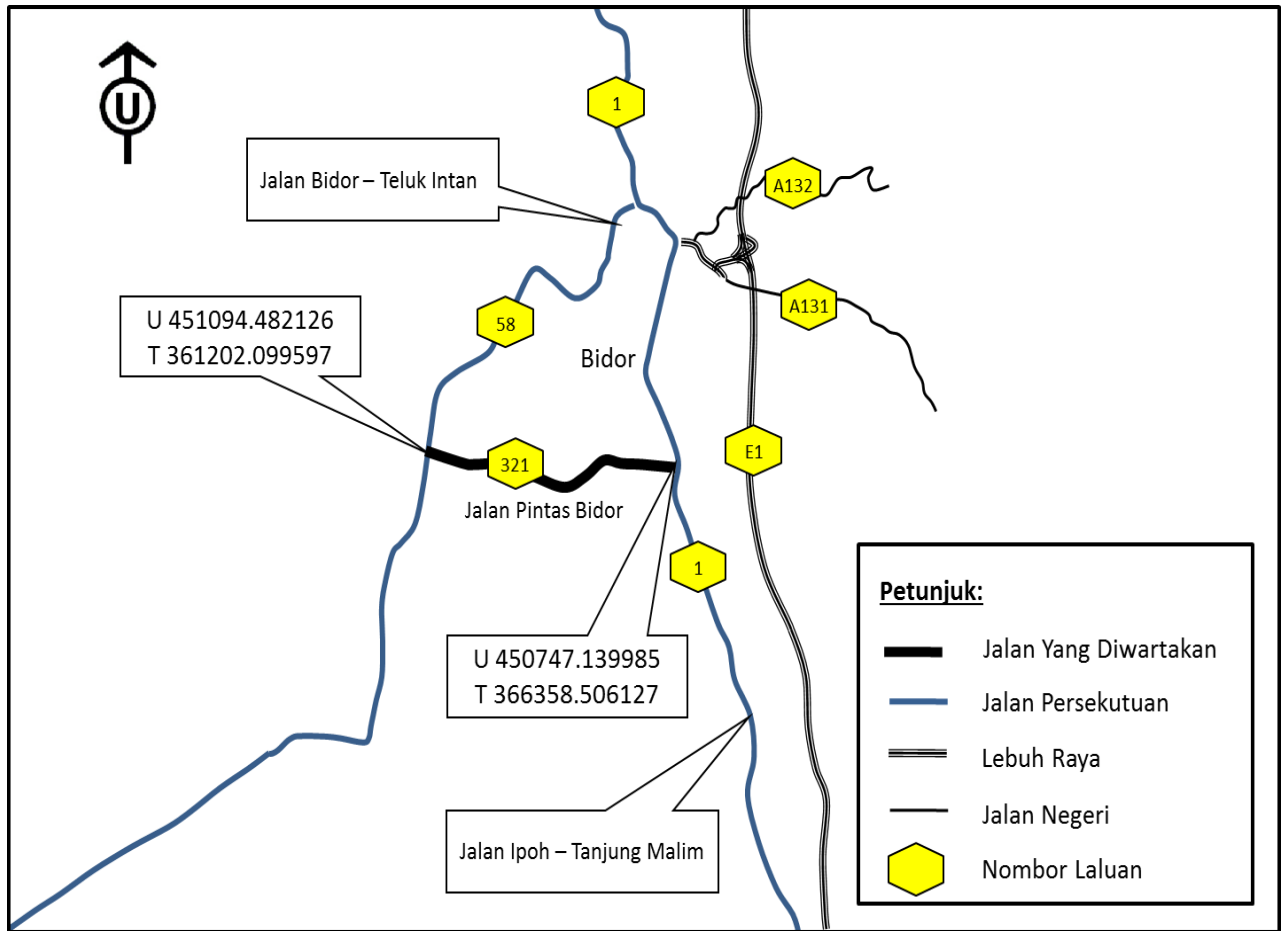 U
1
A132
Jalan Bidor – Teluk Intan
A131
U 451094.482126
T 361202.099597
58
Bidor
E1
321
Jalan Pintas Bidor
1
U 450747.139985
T 366358.506127
Jalan Ipoh – Tanjung Malim
Petunjuk:
Jalan Yang Diwartakan
Jalan Persekutuan
Lebuh Raya
Jalan Negeri
Nombor Laluan